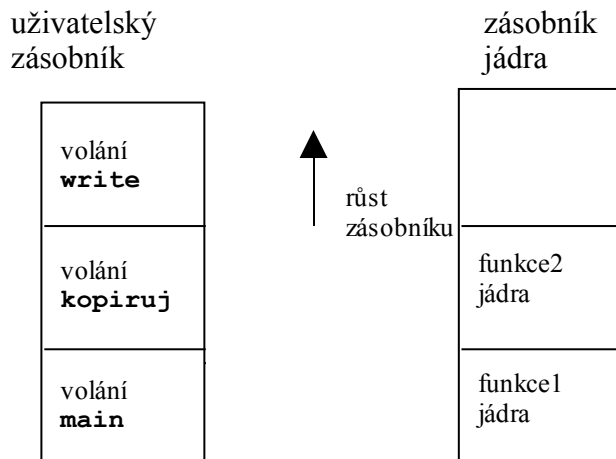 uživatelský
zásobník
zásobník
jádra
volání
write
růst
zásobníku
volání
kopiruj
funkce2
jádra
volání
main
funkce1
jádra